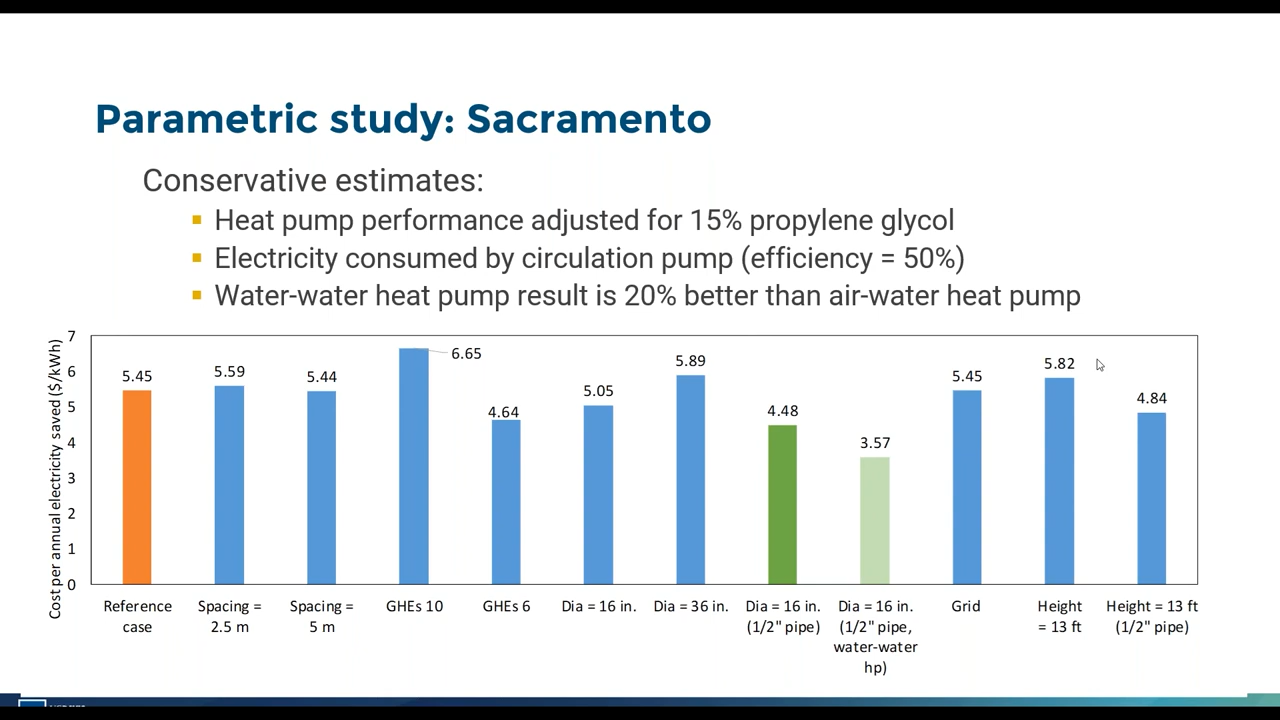 Parametric study: Sacramento
Conservative estimates:
Heat pump performance adjusted for 15% propylene glycol
Electricity consumed by circulation pump (efficiency = 50%)
Water-water heat pump result is 20% better than air-water heat pump
Cost per annual electricity saved ($/kWh)
7
6
5
4
3
2
1
0
5.45
5.59
5.44
6.65
4.64
5.05
5.89
4.48
3.57
5.45
5.82
4.84
Reference
case
Spacing =
2.5 m
Spacing =
5 m
GHEs 10
GHEs 6
Dia = 16 in.
Dia = 36 in.
Dia = 16 in.
(1/2" pipe)
Dia = 16 in.
(1/2" pipe,
water-water
hp)
Grid
Height
= 13 ft
Height = 13 ft
(1/2" pipe)